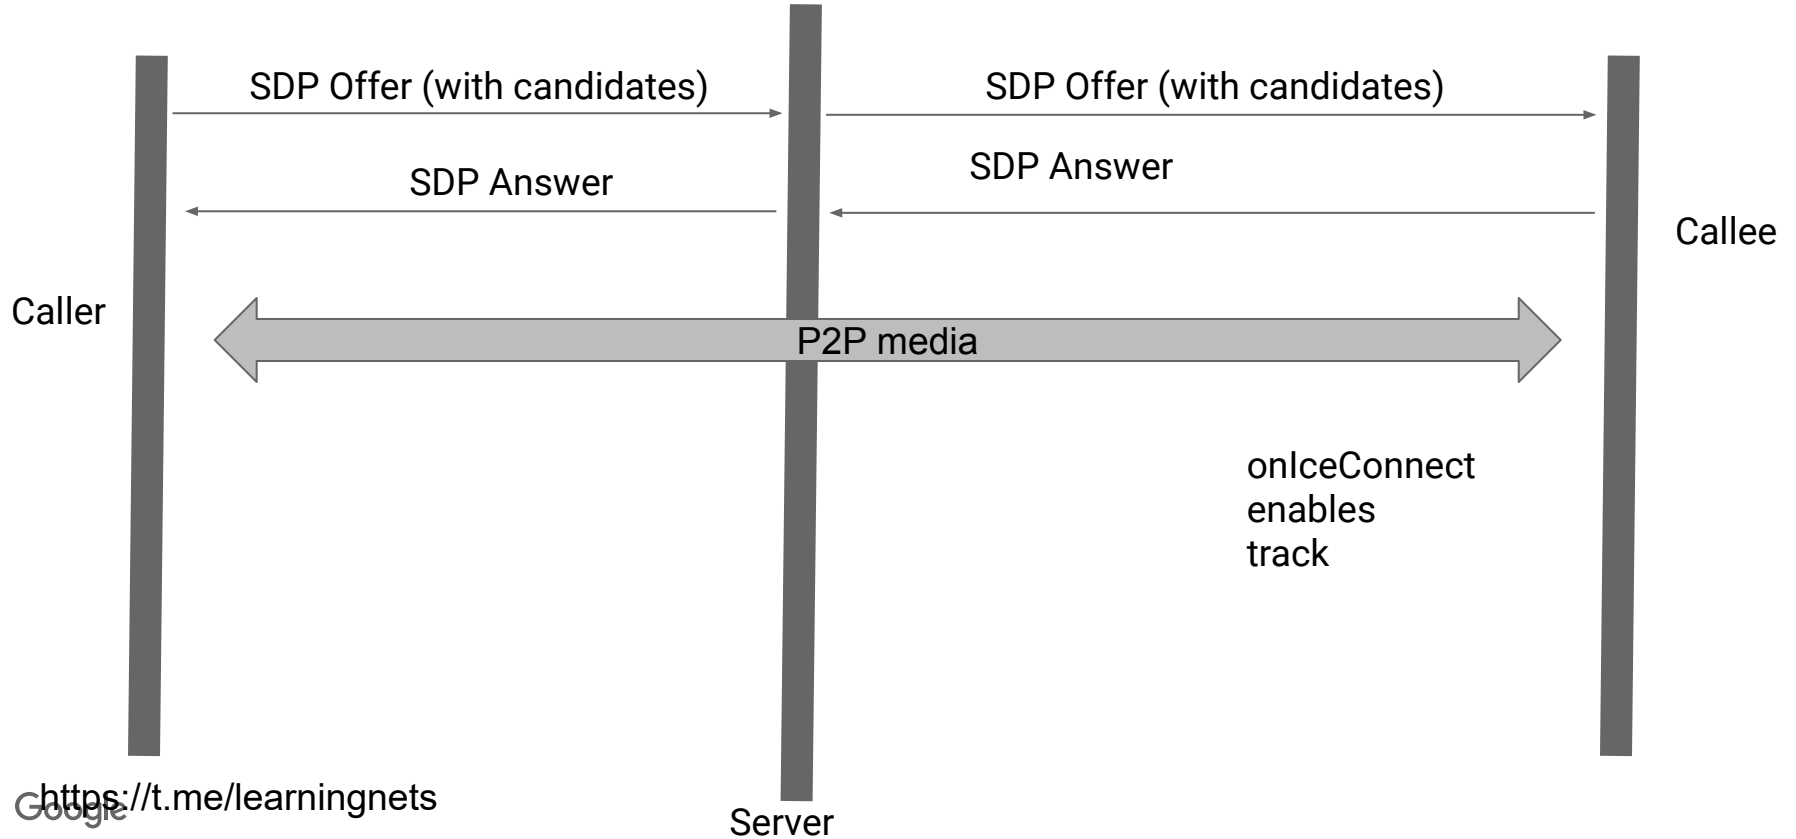 SDP Offer (with candidates)
SDP Offer (with candidates)
SDP Answer
SDP Answer
Callee
Caller
P2P media
onIceConnect
enables
track
https://t.me/learningnets
Google
Server